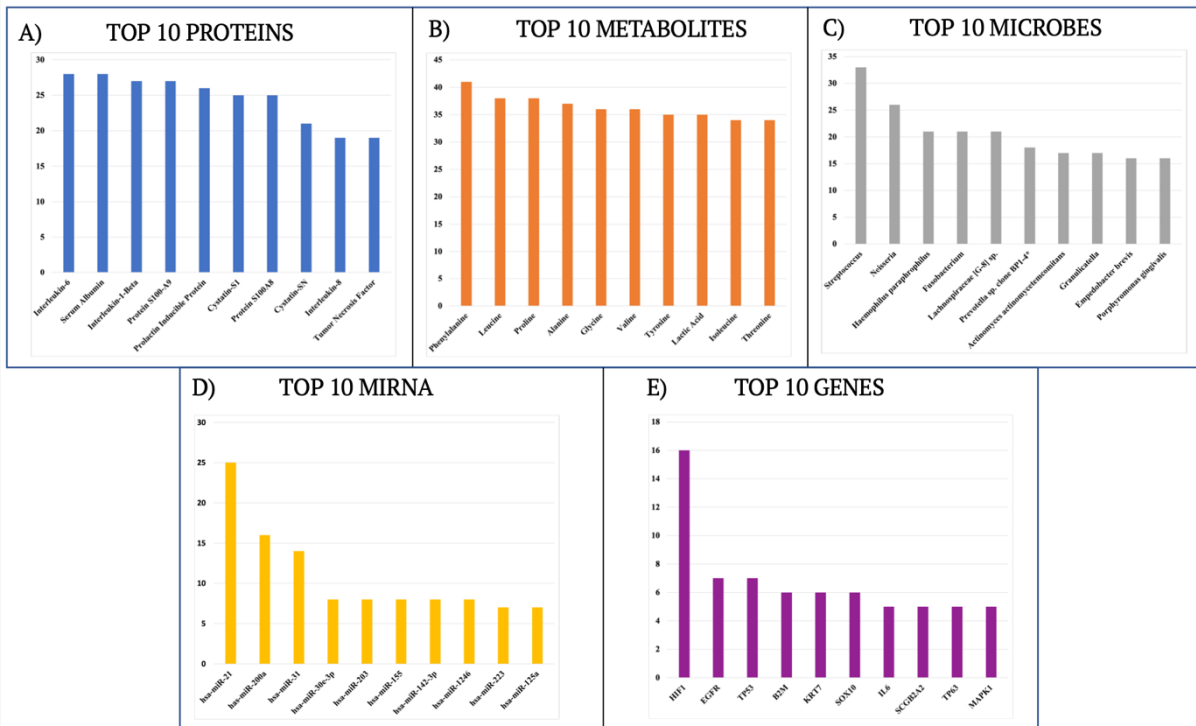 A) TOP 10 PROTEINS
30
25
20
15
10
5
0
Interleukin-6
Serum Albumin
Interleukin-1-Beta
Protein S100-A9
Prolactin Inducible Protein
Cystatin-S1
Protein S100A8
Cystatin-SN
Interleukin-8
Tumor Necrosis Factor
B) TOP 10 METABOLITES
45
40
35
30
25
20
15
10
5
0
Phenylalanine
Leucine
Proline
Alanine
Glycine
Valine
Tyrosine
Lactic Acid
Isoleucine
Threonine
C) TOP 10 MICROBES
35
30
25
20
15
10
5
0
Streptococcus
Neisseria
Haemophilus paraphrophilus
Fusobacterium
Lachnospiraceae [G-8] sp.
Prevotella sp. clone BP1-4*
Actinomyces actinomycetemcomitans
Granulicatella
Empedobacter brevis
Porphyromonas gingivalis
D) TOP 10 MIRNA
30
25
20
15
10
5
0
hsa-miR-21
has-miR-200a
hsa-miR-31
hsa-miR-30c-3p
hsa-miR-203
hsa-miR-155
hsa-miR-142-3p
hsa-miR-1246
hsa-miR-223
hsa-miR-125a
E) TOP 10 GENES
18
16
14
12
10
8
6
4
2
0
HIF1
EGFR
TP53
B2M
KRT7
SOX10
IL6
SCGB2A2
TP63
MAPK1